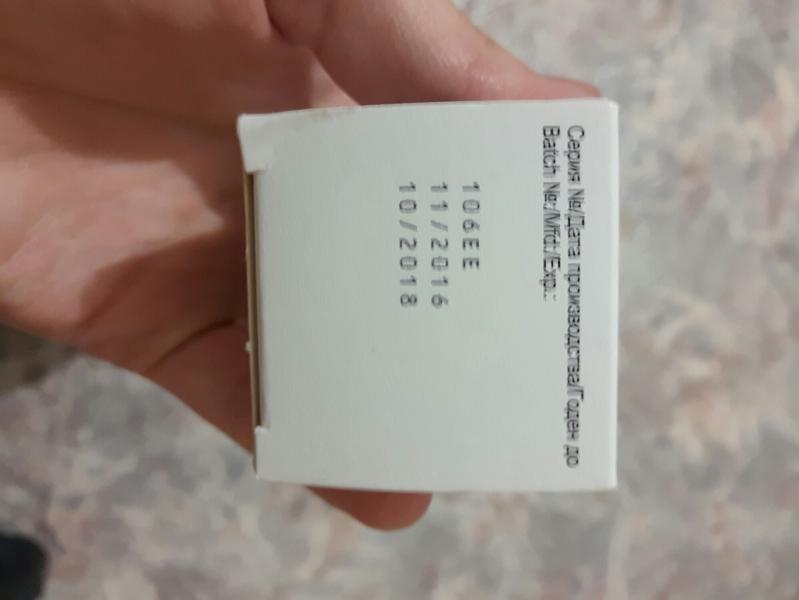 Серия №/Дата производства/Годен до
Batch №:/Mfd:/Exp.:
106EE
11/2016
10/2018